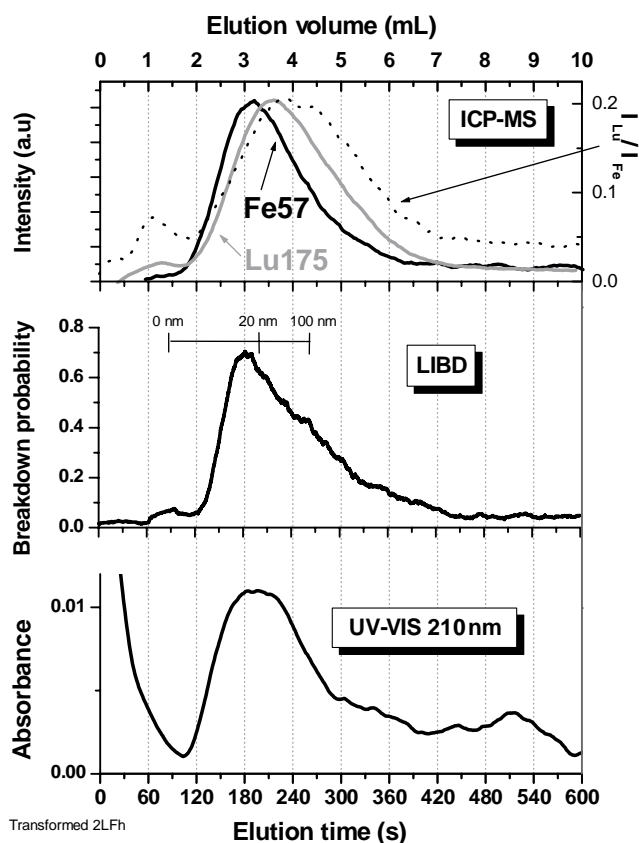 Elution volume (mL)
0 1 2 3 4 5 6 7 8 9 10
Intensity (a.u)
ICP-MS
Fe57
Lu175
0.2
0.1
0.0
I Lu / I Fe
Breakdown probability
0.8
0.6
0.4
0.2
0.0
0 nm 20 nm 100 nm
LIBD
Absorbance
0.01
0.00
UV-VIS 210 nm
0 60 120 180 240 300 360 420 480 540 600
Elution time (s)
Transformed 2LFh